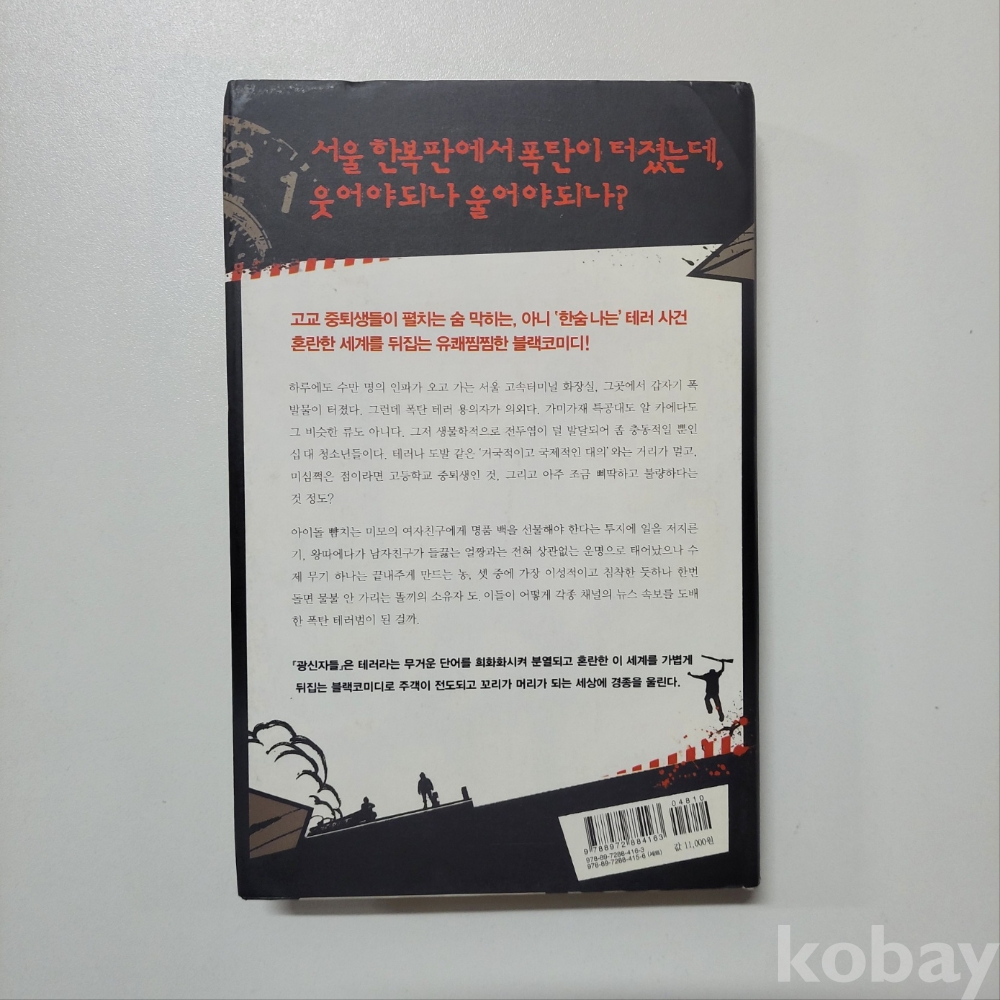 2
1
서울 한복판에서 폭탄이 터졌는데,
웃어야되나 울어야되나?
고교 중퇴생들이 펼치는 숨 막히는, 아니 '한숨 나는' 테러 사건
혼란한 세계를 뒤집는 유쾌찜찜한 블랙코미디!
하루에도 수만 명의 인파가 오고 가는 서울 고속터미널 화장실, 그곳에서 갑자기 폭
발물이 터졌다. 그런데 폭탄 테러 용의자가 의외다. 가미가재 특공대도 알 카에다도
그 비슷한 류도 아니다. 그저 생물학적으로 전두엽이 덜 발달되어 좀 충동적일 뿐인
십대 청소년들이다. 테러나 도발 같은 '거국적이고 국제적인 대의'와는 거리가 멀고,
미심쩍은 점이라면 고등학교 중퇴생인 것, 그리고 아주 조금 삐딱하고 불량하다는
것 정도?
아이돌 뺨치는 미모의 여자친구에게 명품 백을 선물해야 한다는 투지에 일을 저지른
기, 왕따에다가 남자친구가 들끓는 얼짱과는 전혀 상관없는 운명으로 태어났으나 수
제 무기 하나는 끝내주게 만드는 농, 셋 중에 가장 이성적이고 침착한 듯하나 한번
돌면 물불 안 가리는 똘끼의 소유자 도. 이들이 어떻게 각종 채널의 뉴스 속보를 도배
한 폭탄 테러범이 된 걸까.
『광신자들』은 테러라는 무거운 단어를 희화화시켜 분열되고 혼란한 이 세계를 가볍게
뒤집는 블랙코미디로 주객이 전도되고 꼬리가 머리가 되는 세상에 경종을 울린다.
04810
9 788972 884163
978-89-7288-416-3
978-89-7288-415-6 (세트)
값 11,000원
kobay